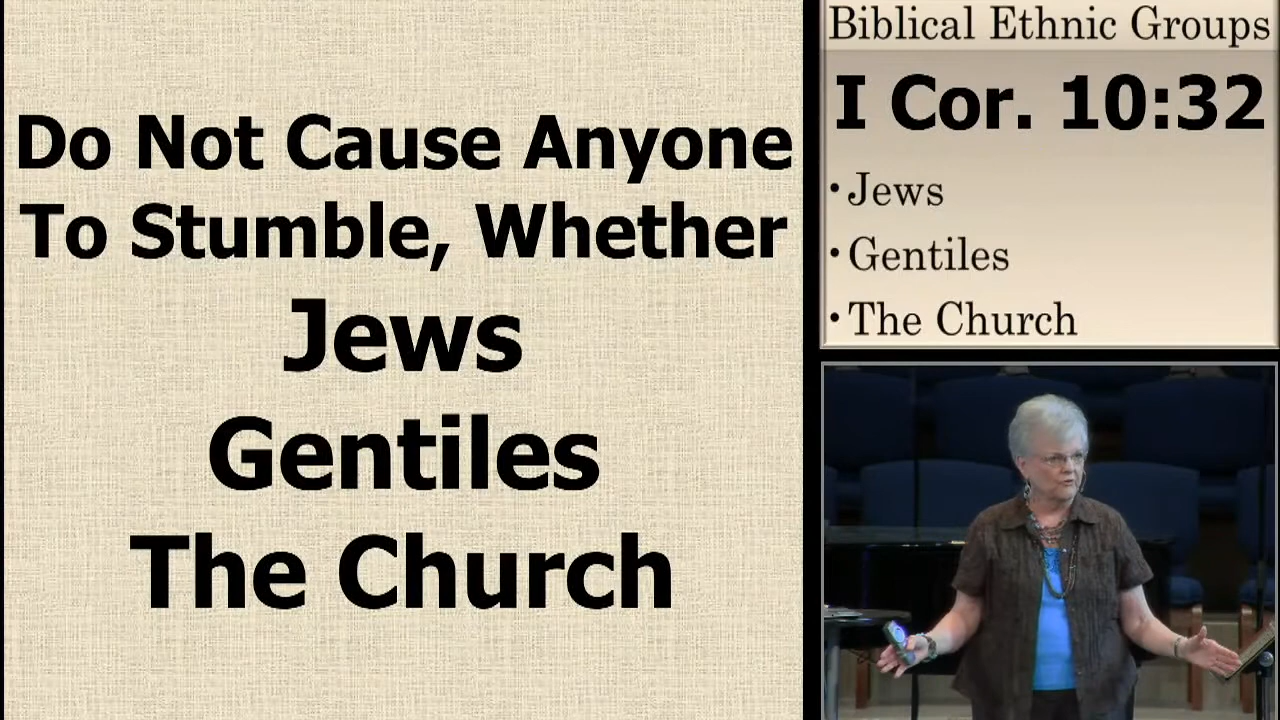 Do Not Cause Anyone
To Stumble, Whether
Jews
Gentiles
The Church
Biblical Ethnic Groups
I Cor. 10:32
• Jews
• Gentiles
• The Church